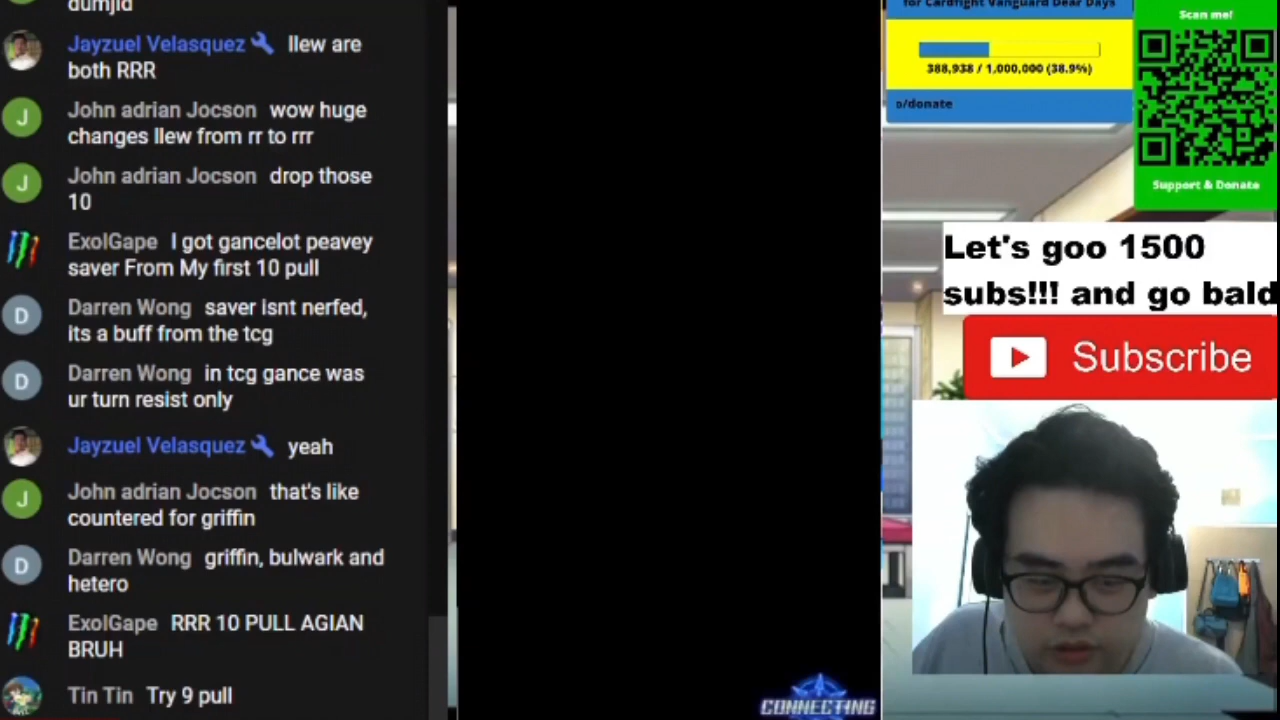 dumjid
Jayzuel Velasquez llew are
both RRR
John adrian Jocson wow huge
changes llew from rr to rrr
John adrian Jocson drop those
10
ExolGape I got gancelot peavey
saver From My first 10 pull
Darren Wong saver isnt nerfed,
its a buff from the tcg
Darren Wong in tcg gance was
ur turn resist only
Jayzuel Velasquez yeah
John adrian Jocson that's like
countered for griffin
Darren Wong griffin, bulwark and
hetero
ExolGape RRR 10 PULL AGIAN
BRUH
Tin Tin Try 9 pull
CONNECTING
for Cardfight Vanguard Dear Days
388,938 / 1,000,000 (38.9%)
o/donate
Scan me!
Support & Donate
Let's goo 1500
subs!!! and go bald
Subscribe